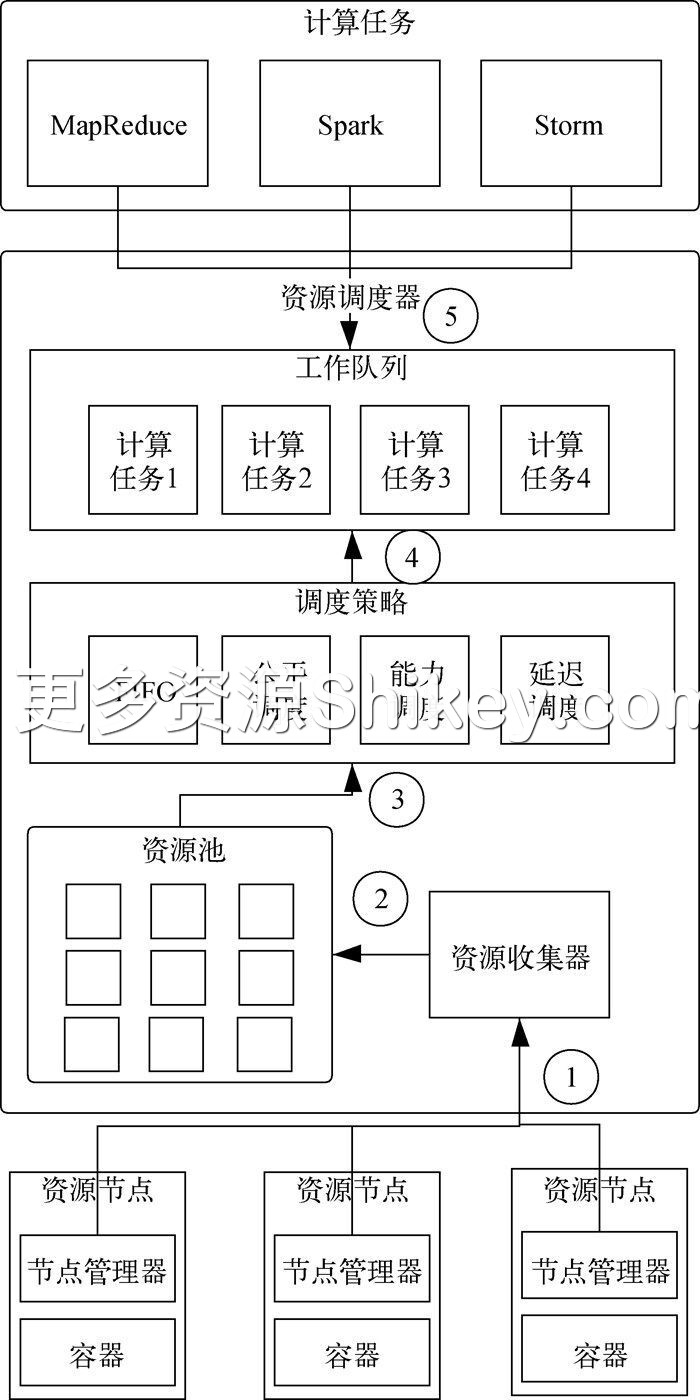 计算任务
MapReduce
Spark
Storm
资源调度器
5
工作队列
计算
任务1
计算
任务2
计算
任务3
计算
任务4
4
调度策略
FIFO
公平
调度
能力
调度
延迟
调度
更多资源Shikey.com
3
资源池
2
资源收集器
1
资源节点
节点管理器
容器
资源节点
节点管理器
容器
资源节点
节点管理器
容器